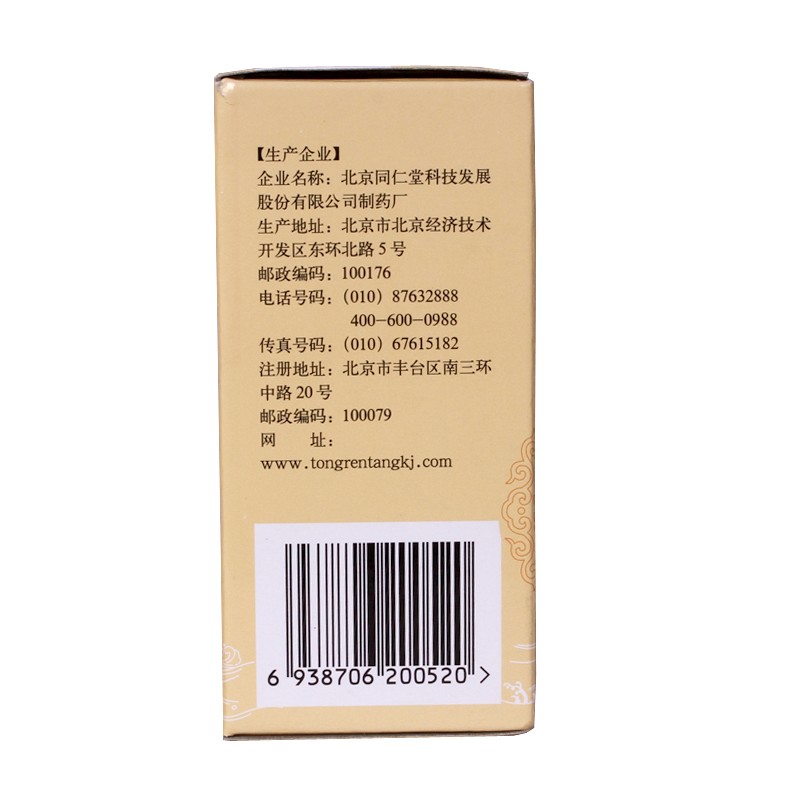 【生产企业】
企业名称：北京同仁堂科技发展
股份有限公司制药厂
生产地址：北京市北京经济技术
开发区东环北路 5 号
邮政编码：100176
电话号码：（010）87632888
400-600-0988
传真号码：（010）67615182
注册地址：北京市丰台区南三环
中路 20 号
邮政编码：100079
网　　址：
www.tongrentangkj.com
6 938706 200520 >